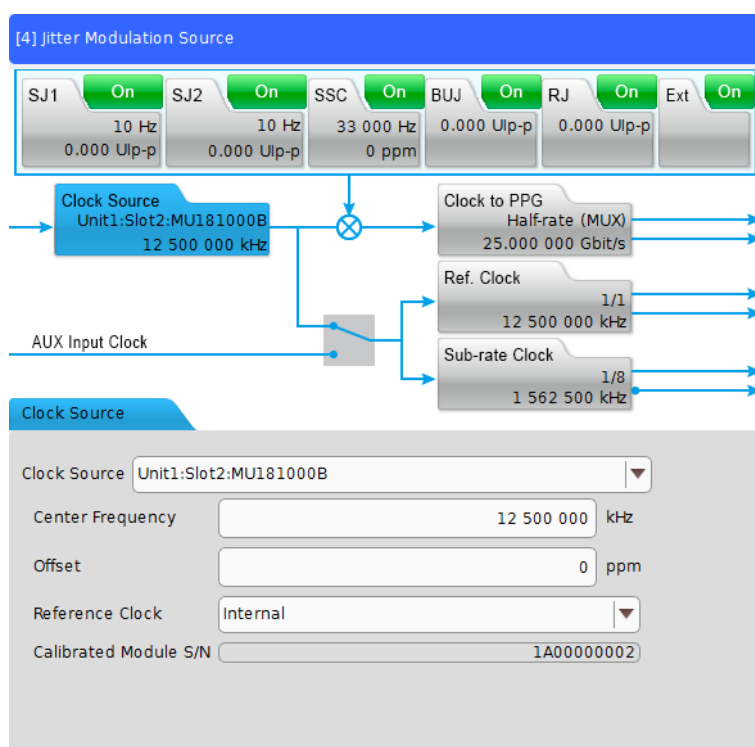 [4] Jitter Modulation Source
SJ1 On SJ2 On SSC On BUJ On RJ On Ext On
10 Hz 10 Hz 33 000 Hz 0.000 UIp-p 0.000 UIp-p
0.000 UIp-p 0.000 UIp-p 0 ppm
Clock Source
Unit1:Slot2:MU181000B
12 500 000 kHz
Clock to PPG
Half-rate (MUX)
25.000 000 Gbit/s
Ref. Clock
1/1
12 500 000 kHz
AUX Input Clock
Sub-rate Clock
1/8
1 562 500 kHz
Clock Source
Clock Source Unit1:Slot2:MU181000B
Center Frequency 12 500 000 kHz
Offset 0 ppm
Reference Clock Internal
Calibrated Module S/N 1A00000002